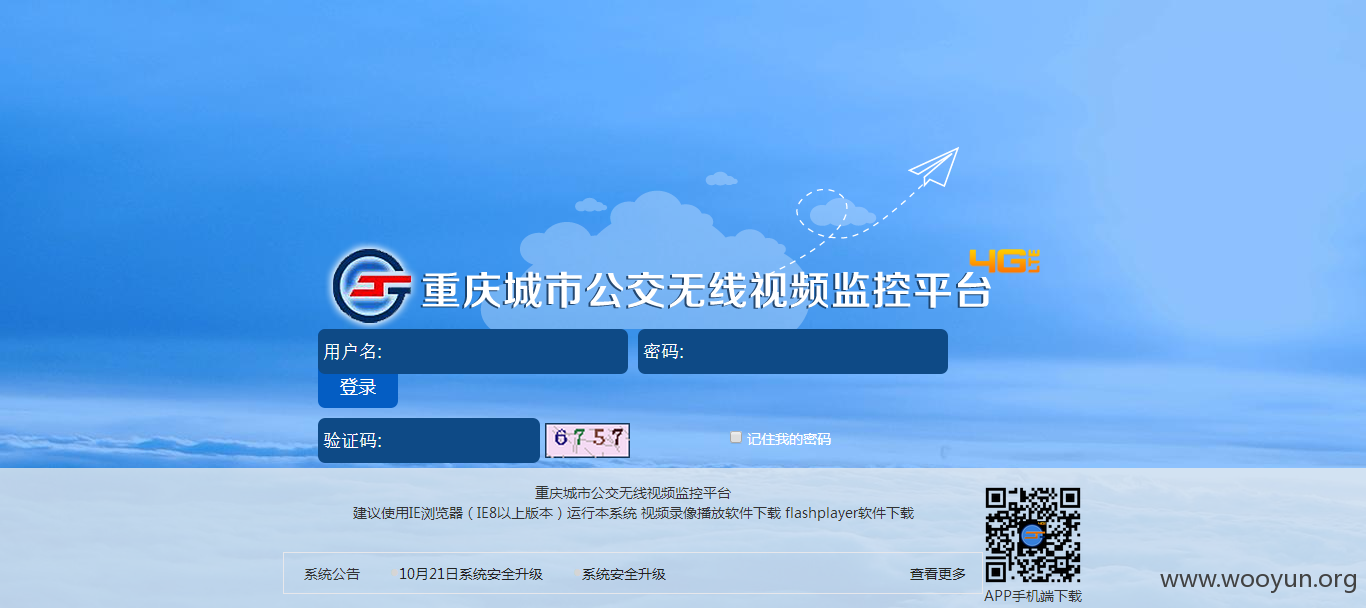 4G LTE
重庆城市公交无线视频监控平台
用户名: 密码:
登录
验证码: 6757 记住我的密码
重庆城市公交无线视频监控平台
建议使用IE浏览器（IE8以上版本）运行本系统 视频录像播放软件下载 flashplayer软件下载
系统公告 10月21日系统安全升级 系统安全升级 查看更多
APP手机端下载
www.wooyun.org